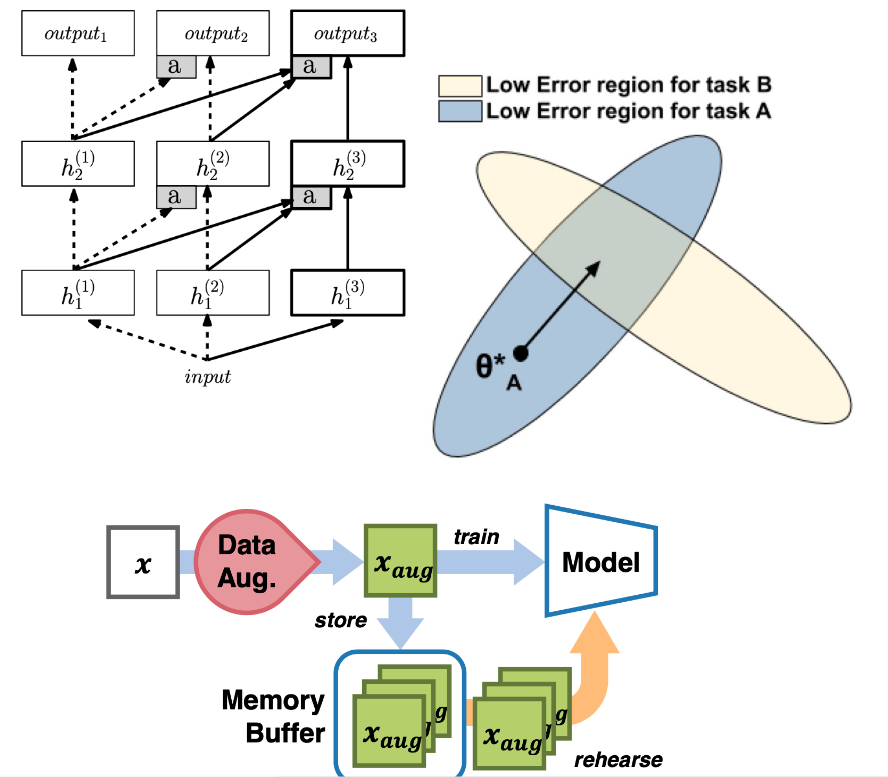 output₁ output₂ output₃
a a
h₂⁽¹⁾ h₂⁽²⁾ h₂⁽³⁾
a a
h₁⁽¹⁾ h₁⁽²⁾ h₁⁽³⁾
input
Low Error region for task B
Low Error region for task A
θ*
A
x
Data
Aug.
x_aug
train
Model
store
Memory
Buffer
x_aug g
x_aug g
rehearse